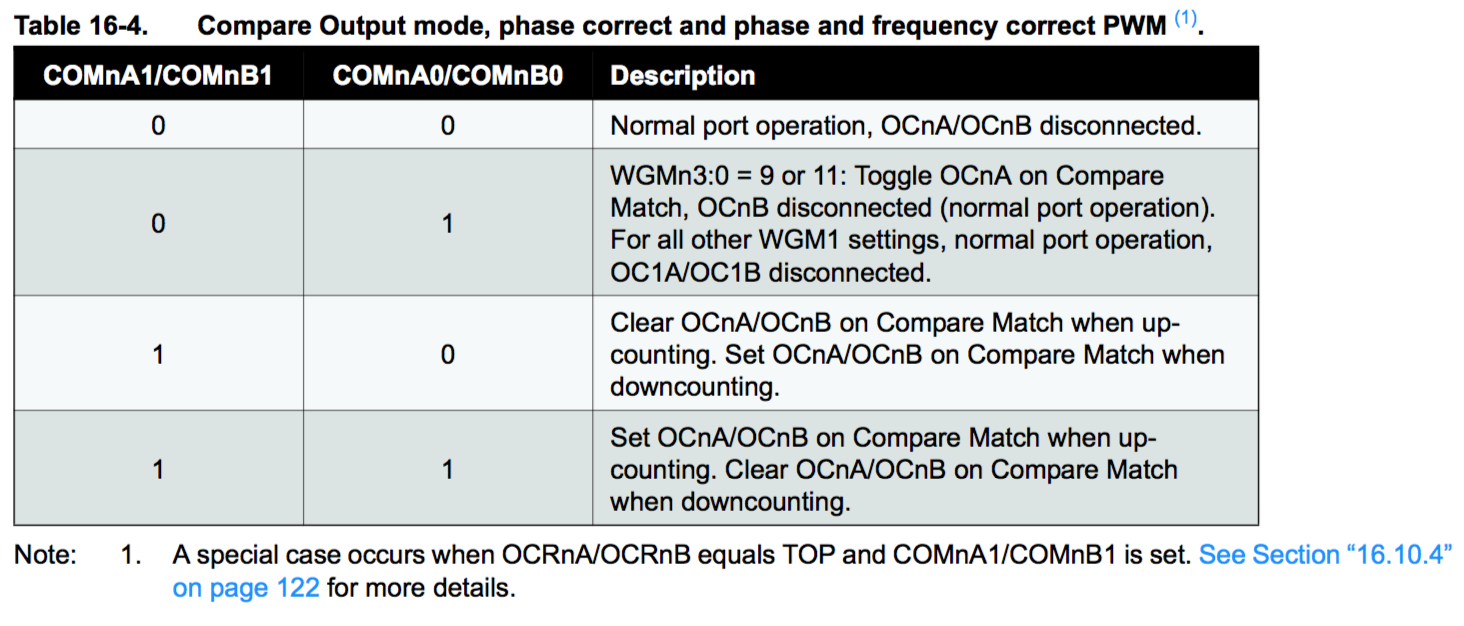 Table 16-4. Compare Output mode, phase correct and phase and frequency correct PWM (1).
COMnA1/COMnB1 COMnA0/COMnB0 Description
0 0 Normal port operation, OCnA/OCnB disconnected.
0 1 WGMn3:0 = 9 or 11: Toggle OCnA on Compare
Match, OCnB disconnected (normal port operation).
For all other WGM1 settings, normal port operation,
OC1A/OC1B disconnected.
1 0 Clear OCnA/OCnB on Compare Match when up-
counting. Set OCnA/OCnB on Compare Match when
downcounting.
1 1 Set OCnA/OCnB on Compare Match when up-
counting. Clear OCnA/OCnB on Compare Match
when downcounting.
Note: 1. A special case occurs when OCRnA/OCRnB equals TOP and COMnA1/COMnB1 is set. See Section “16.10.4”
on page 122 for more details.